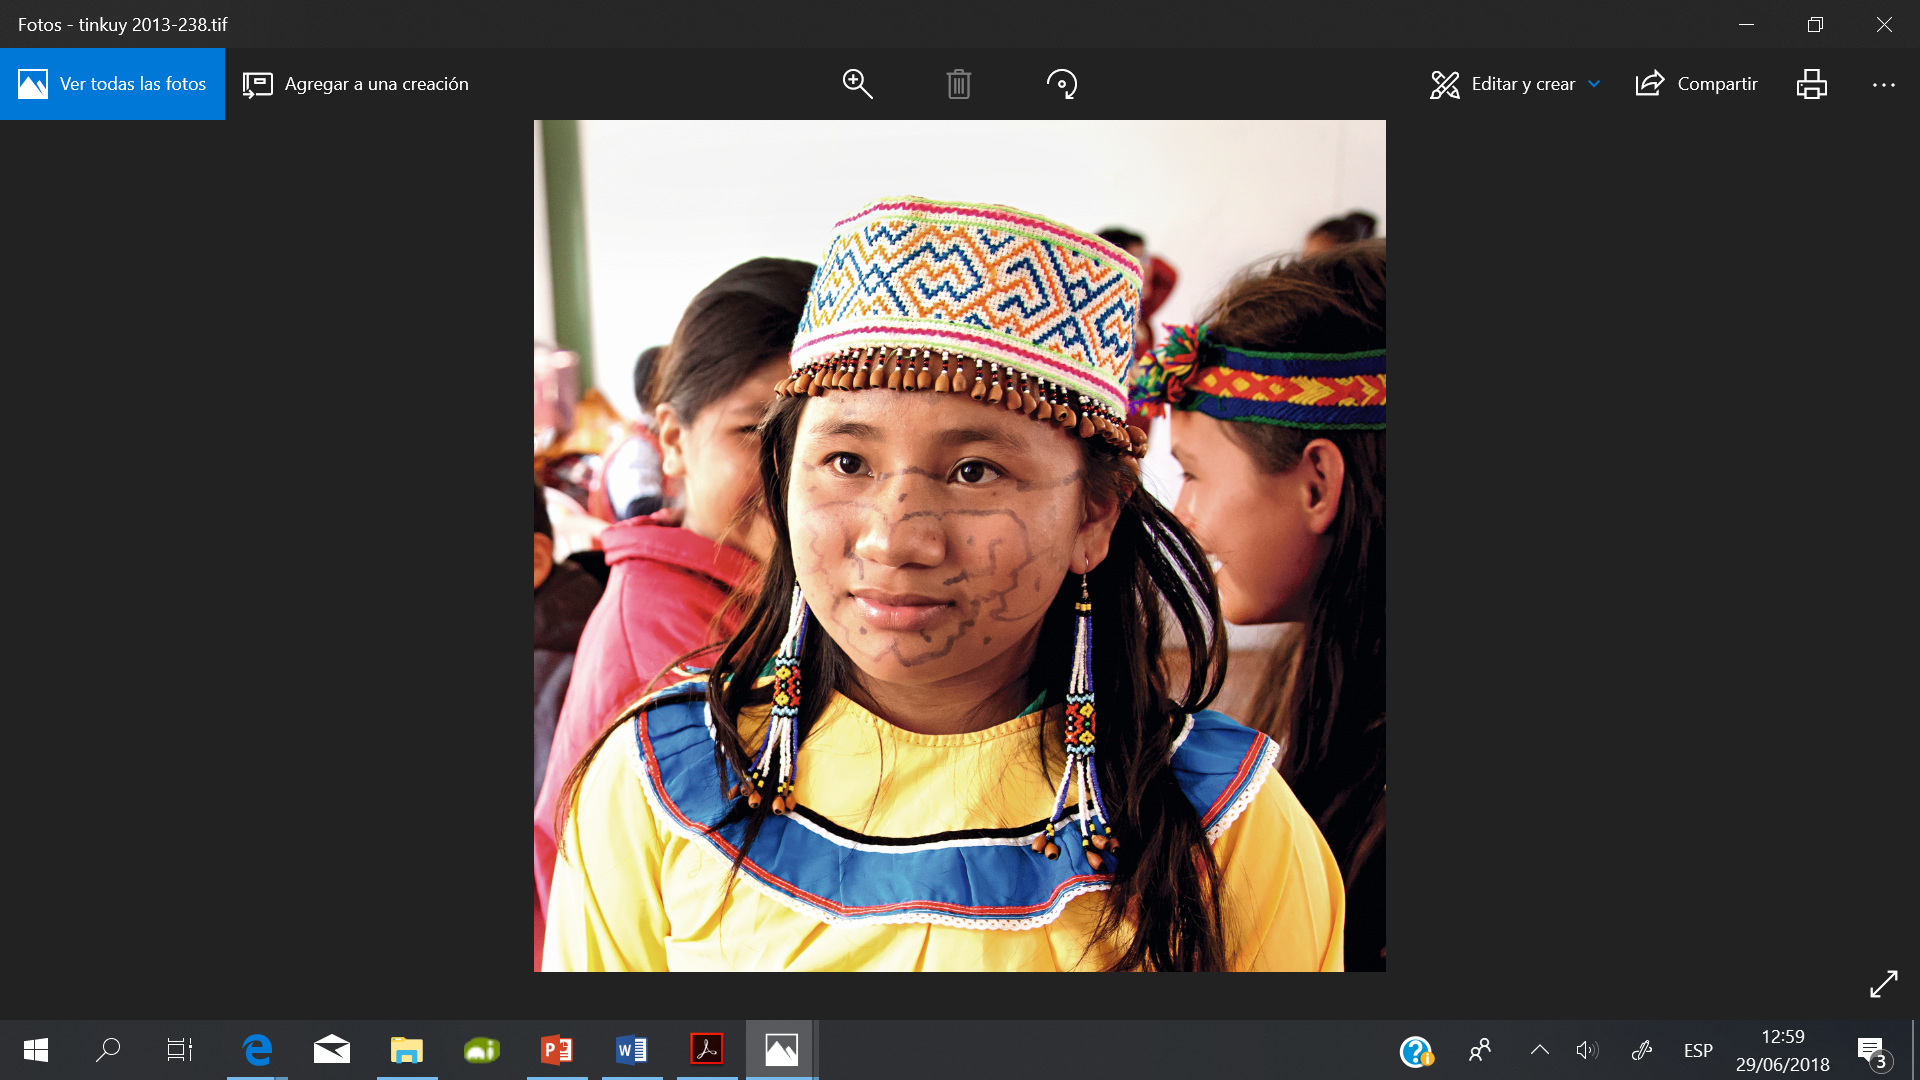 Fotos - tinkuy 2013-238.tif
Ver todas las fotos
Agregar a una creación
Editar y crear
Compartir
ESP
12:59
29/06/2018
3